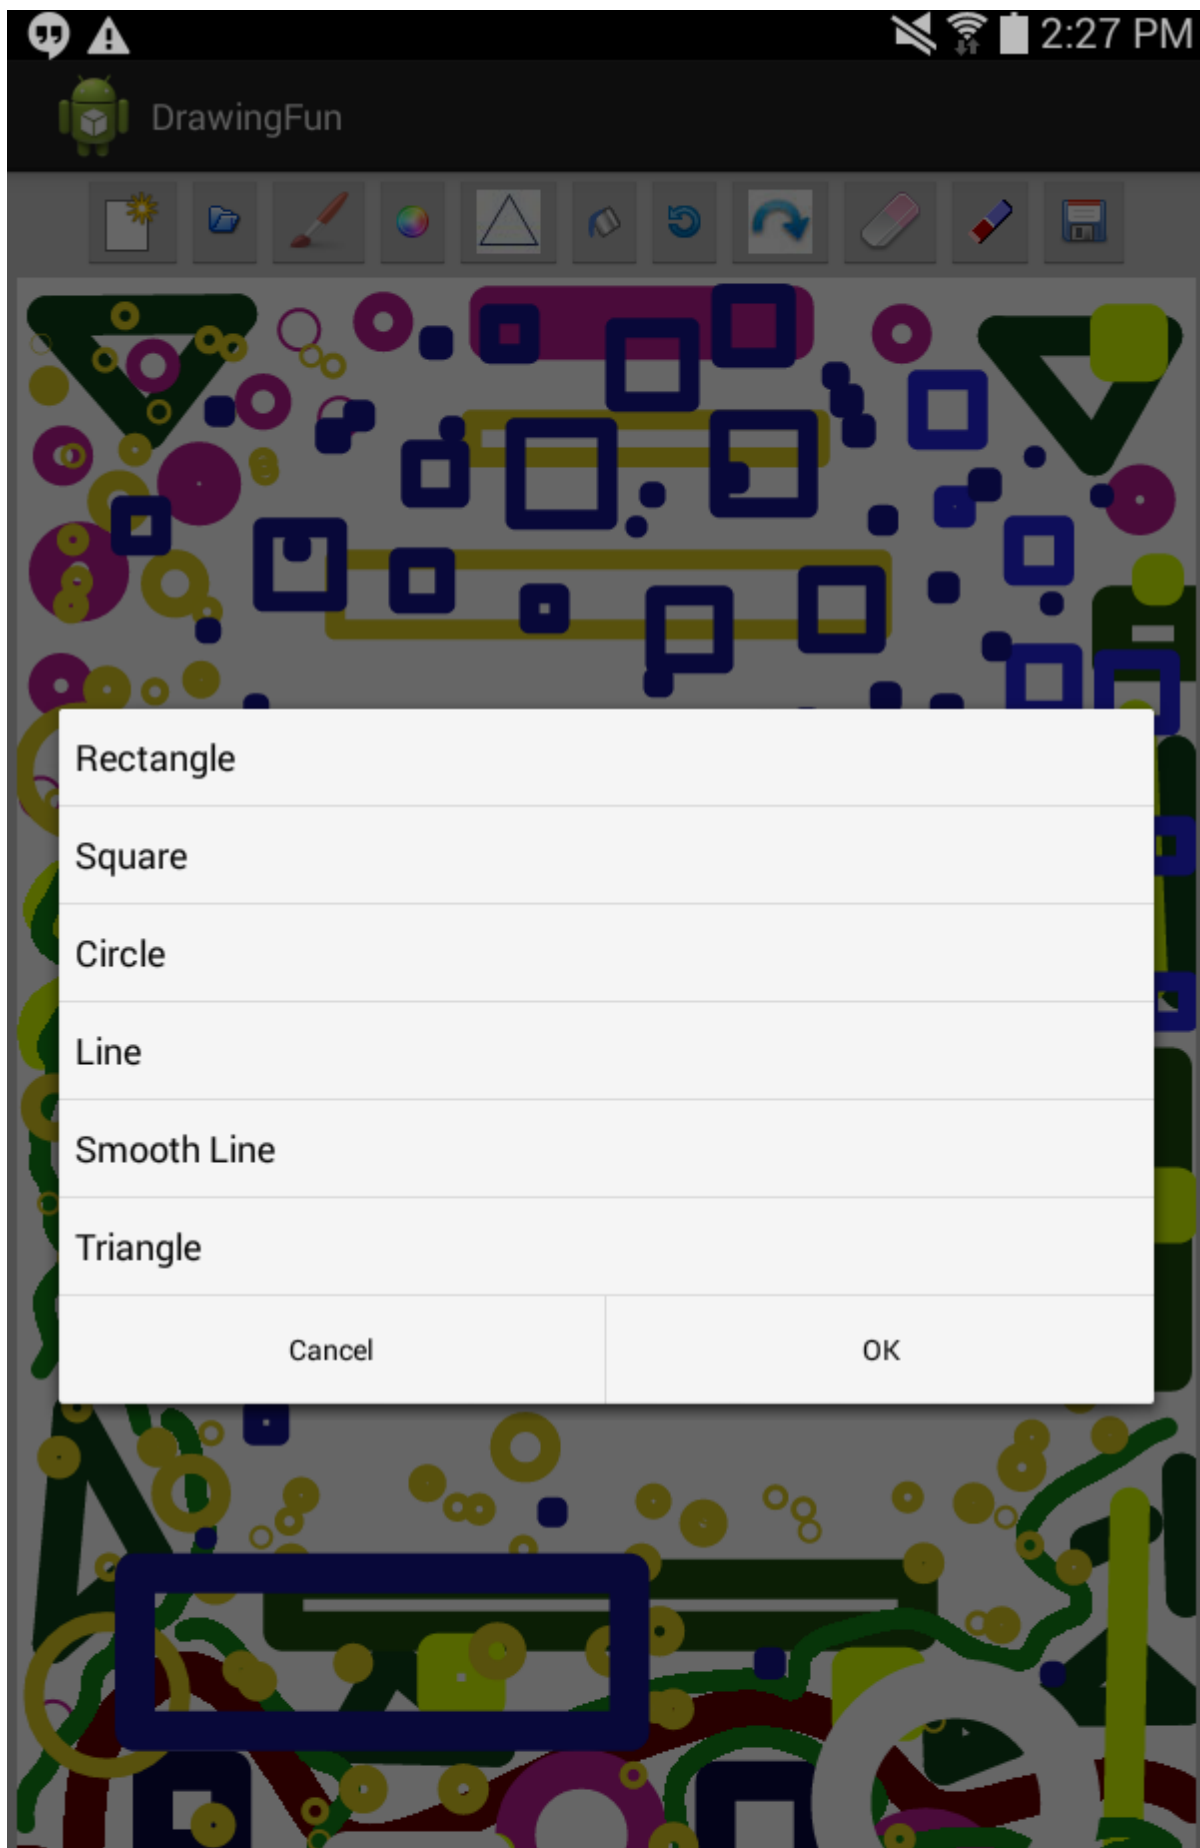 2:27 PM
DrawingFun
Rectangle
Square
Circle
Line
Smooth Line
Triangle
Cancel OK